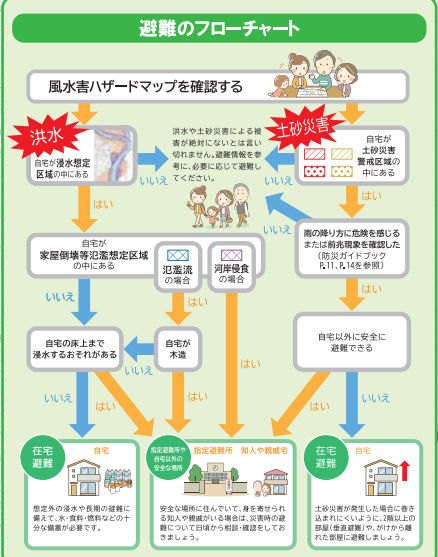 避難のフローチャート
風水害ハザードマップを確認する
洪水
自宅が浸水想定
区域の中にある
いいえ
はい
洪水や土砂災害による被
害が絶対にないとは言い
切れません。避難情報を参
考に、必要に応じて避難し
てください。
土砂災害
自宅が
土砂災害
警戒区域の
中にある
いいえ
はい
自宅が
家屋倒壊等氾濫想定区域
の中にある
氾濫流
の場合
河岸侵食
の場合
雨の降り方に危険を感じる
または前兆現象を確認した
(防災ガイドブック
P.11、P.14を参照)
いいえ
はい
はい
はい
自宅の床上まで
浸水するおそれがある
いいえ
自宅が
木造
自宅以外に安全に
避難できる
いいえ
はい
はい
はい
いいえ
在宅
避難
自宅
想定外の浸水や長期の避難に
備えて、水・食料・燃料などの十
分な備蓄が必要です。
指定避難所や
自宅以外の
安全な場所
指定避難所 知人や親戚宅
安全な場所に住んでいて、身を寄せられ
る知人や親戚がいる場合は、災害時の避
難について日頃から相談・確認をしてお
きましょう。
在宅
避難
自宅
土砂災害が発生した場合に巻き
込まれにくいように、2階以上の
部屋(垂直避難)や、がけから離
れた部屋に避難しましょう。